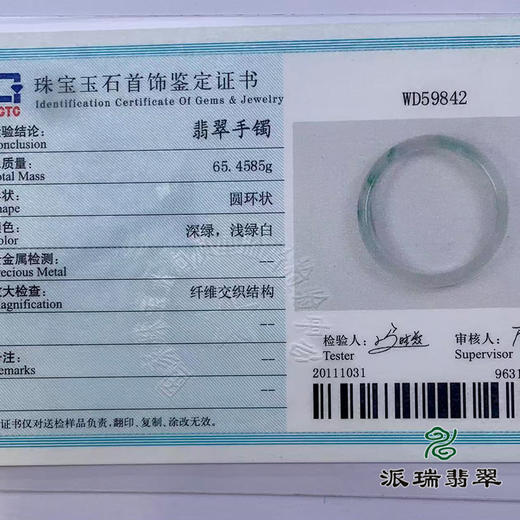 GTC
珠宝玉石首饰鉴定证书
Identification Certificate Of Gems & Jewelry
验结论:
onclusion
翡翠手镯
质量:
otal Mass
65.4585g
状:
hape
圆环状
色:
olor
深绿，浅绿白
金属检测:
recious Metal
--
大检查:
agnification
纤维交织结构
--
注:
emarks
--
--
证书仅对送检样品负责，翻印、复制、涂改无效。
WD59842
检验人:
Tester
审核人:
Supervisor
20111031
9631
派瑞翡翠